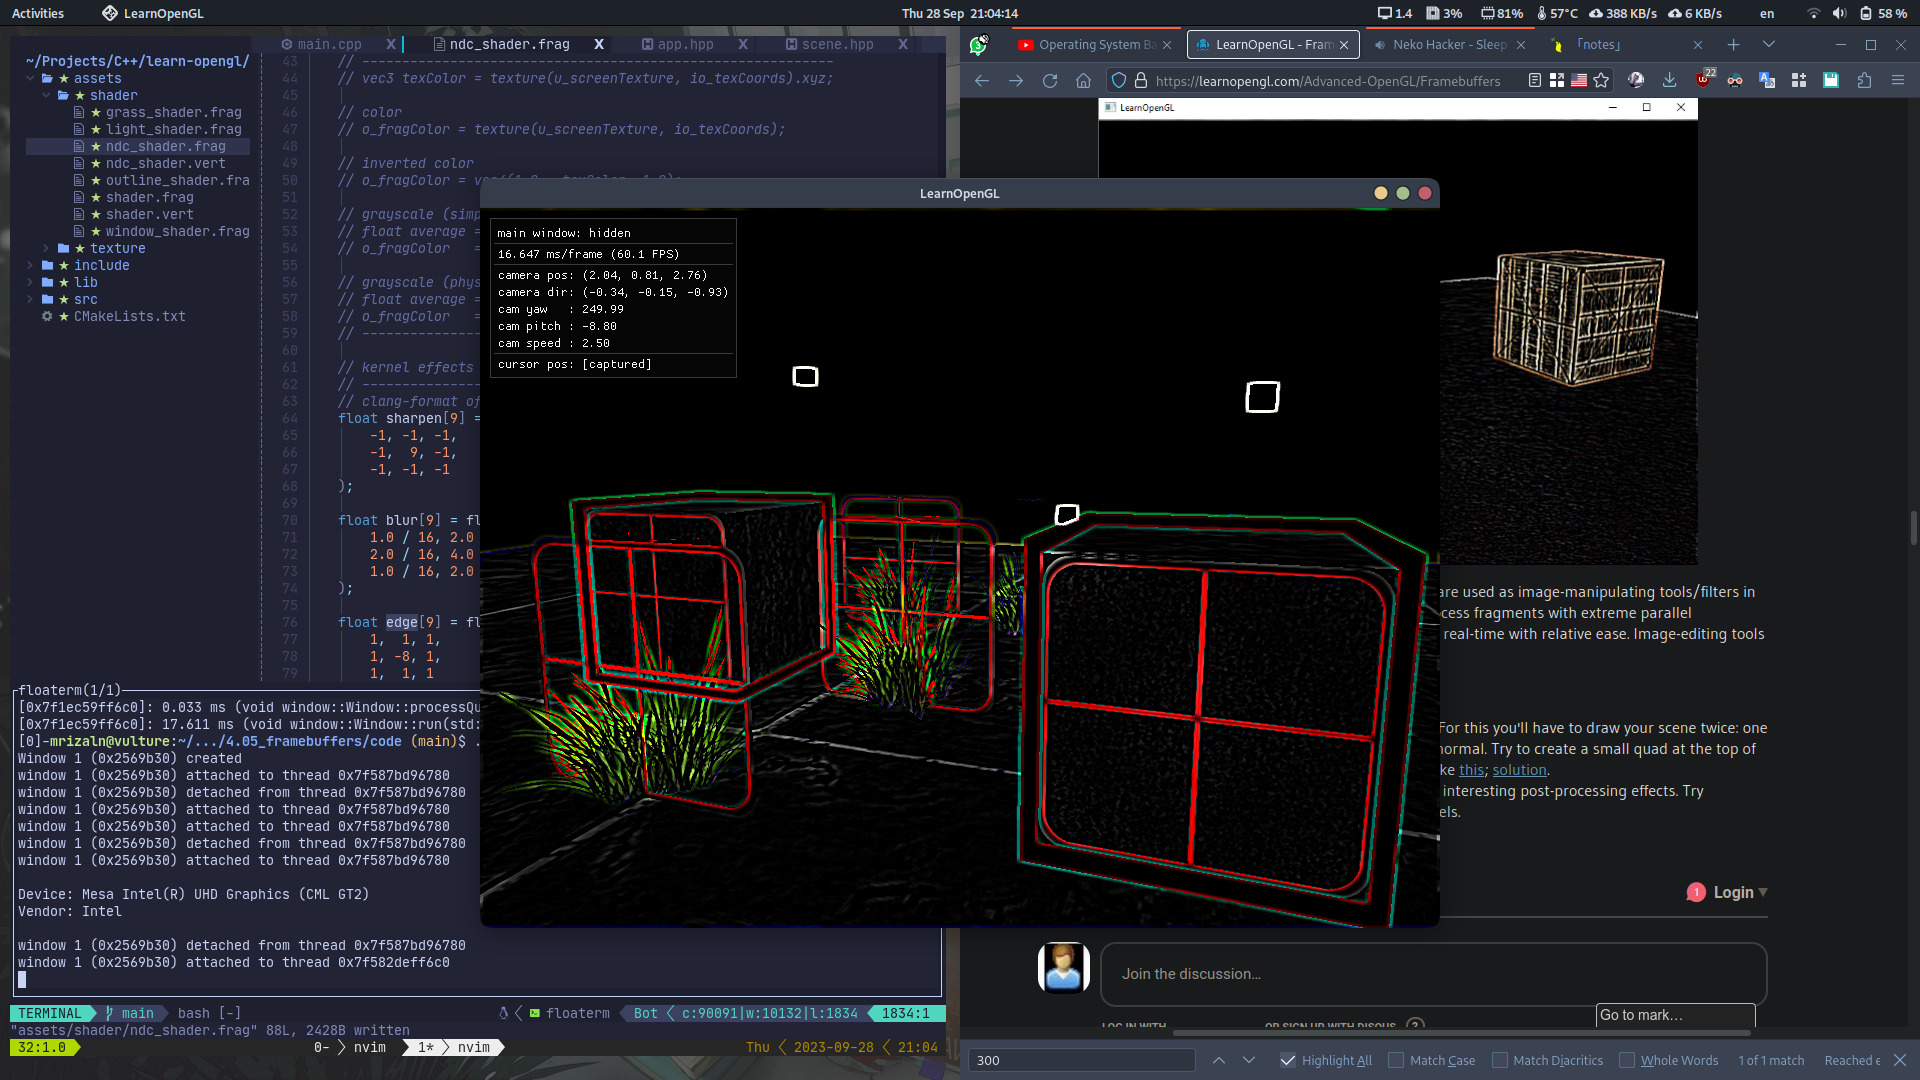 Activities
LearnOpenGL
Thu 28 Sep 21:04:14
1.4
3%
81%
57°C
388 KB/s
6 KB/s
en
58 %
main.cpp X
ndc_shader.frag X
app.hpp X
scene.hpp X
~/Projects/C++/learn-opengl/
assets
shader
grass_shader.frag
light_shader.frag
ndc_shader.frag
ndc_shader.vert
outline_shader.fra
shader.frag
shader.vert
window_shader.frag
texture
include
lib
src
CMakeLists.txt
43 // -----------------------------------------------------------
44 // vec3 texColor = texture(u_screenTexture, io_texCoords).xyz;
45
46 // color
47 // o_fragColor = texture(u_screenTexture, io_texCoords);
48
49 // inverted color
50
51
52 // grayscale (simp
53 // float average =
54 // o_fragColor =
55
56 // grayscale (phys
57 // float average =
58 // o_fragColor =
59 // ---------------
60
61 // kernel effects
62 // ---------------
63 // clang-format of
64 float sharpen[9] =
65 -1, -1, -1,
66 -1, 9, -1,
67 -1, -1, -1
68 );
69
70 float blur[9] = fl
71 1.0 / 16, 2.0
72 2.0 / 16, 4.0
73 1.0 / 16, 2.0
74 );
75
76 float edge[9] = fl
77 1, 1, 1,
78 1, -8, 1,
79 1, 1, 1
floaterm(1/1)
[0x7f1ec59ff6c0]: 0.033 ms (void window::Window::processQu
[0x7f1ec59ff6c0]: 17.611 ms (void window::Window::run(std:
[0]-mrizaln@vulture:~/.../4.05_framebuffers/code (main)$ .
Window 1 (0x2569b30) created
window 1 (0x2569b30) attached to thread 0x7f587bd96780
window 1 (0x2569b30) detached from thread 0x7f587bd96780
window 1 (0x2569b30) attached to thread 0x7f587bd96780
window 1 (0x2569b30) attached to thread 0x7f587bd96780
window 1 (0x2569b30) detached from thread 0x7f587bd96780
window 1 (0x2569b30) attached to thread 0x7f587bd96780
Device: Mesa Intel(R) UHD Graphics (CML GT2)
Vendor: Intel
window 1 (0x2569b30) detached from thread 0x7f587bd96780
window 1 (0x2569b30) attached to thread 0x7f582deff6c0
TERMINAL main bash [-] floaterm Bot c:90091|w:10132|l:1834 1834:1
"assets/shader/ndc_shader.frag" 88L, 2428B written
32:1.0 0- nvim 1* nvim Thu 2023-09-28 21:04
LearnOpenGL
main window: hidden
16.647 ms/frame (60.1 FPS)
camera pos: (2.04, 0.81, 2.76)
camera dir: (-0.34, -0.15, -0.93)
cam yaw : 249.99
cam pitch : -8.80
cam speed : 2.50
cursor pos: [captured]
3
Operating System Ba
LearnOpenGL - Fram
Neko Hacker - Sleep
「notes」
https://learnopengl.com/Advanced-OpenGL/Framebuffers
22
LearnOpenGL
are used as image-manipulating tools/filters in
cess fragments with extreme parallel
real-time with relative ease. Image-editing tools
For this you'll have to draw your scene twice: one
normal. Try to create a small quad at the top of
ke this; solution.
interesting post-processing effects. Try
els.
1 Login
Join the discussion...
LOG IN WITH
OR SIGN UP WITH DISQUS ?
Go to mark...
300
Highlight All
Match Case
Match Diacritics
Whole Words
1 of 1 match
Reached e